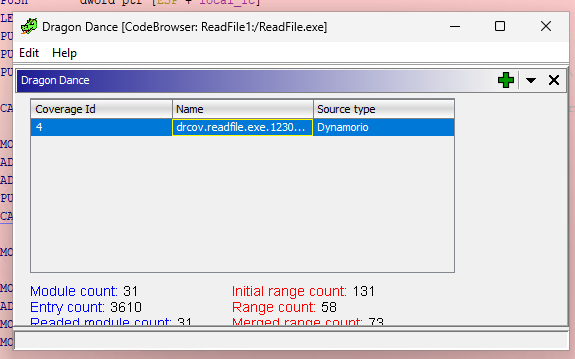 PUSH dword ptr [ESP + local_1c]
LE
PU
PU
PU
CA
MO
AD
AD
PU
CA
MO
MO
AD
MO
MO
Dragon Dance [CodeBrowser: ReadFile1:/ReadFile.exe]
Edit Help
Dragon Dance
Coverage Id Name Source type
4 drcov.readfile.exe.1230... Dynamorio
Module count: 31 Initial range count: 131
Entry count: 3610 Range count: 58
Readed module count: 31 Merged range count: 73